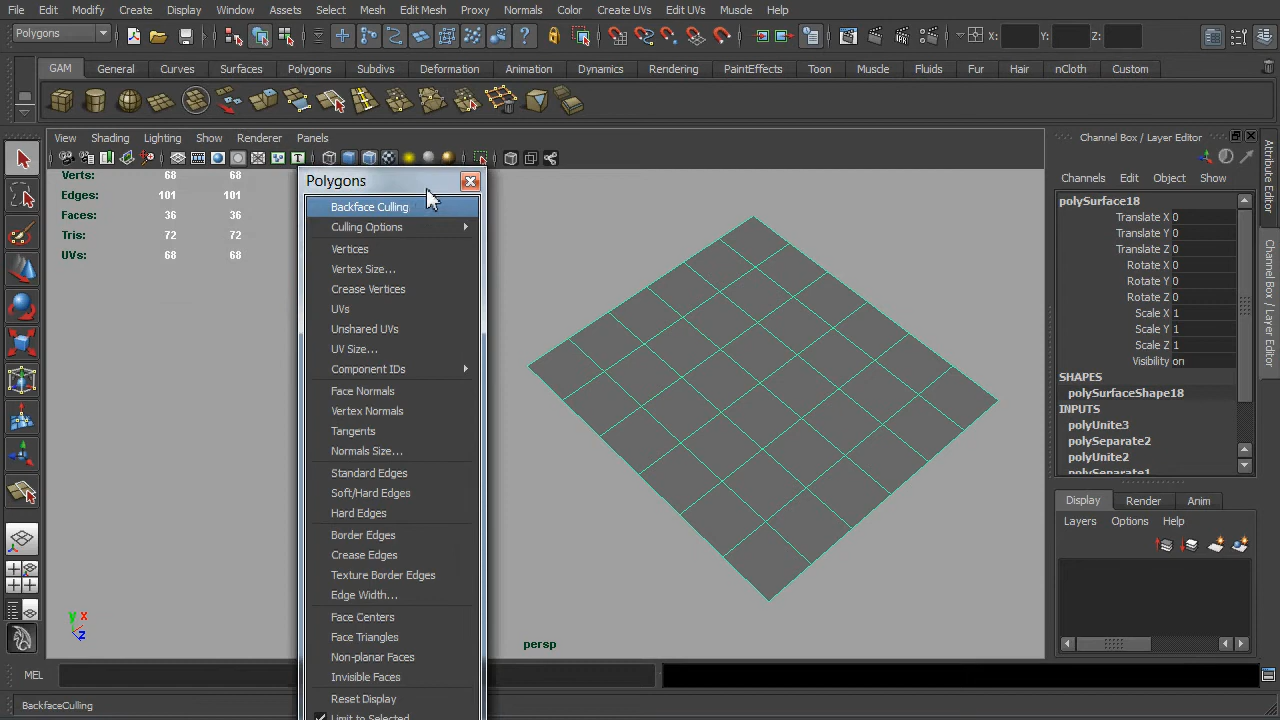 File Edit Modify Create Display Window Assets Select Mesh Edit Mesh Proxy Normals Color Create UVs Edit UVs Muscle Help
Polygons X: Y: Z:
GAM General Curves Surfaces Polygons Subdivs Deformation Animation Dynamics Rendering PaintEffects Toon Muscle Fluids Fur Hair nCloth Custom
View Shading Lighting Show Renderer Panels
Verts: 68 68
Edges: 101 101
Faces: 36 36
Tris: 72 72
UVs: 68 68
Polygons
Backface Culling
Culling Options
Vertices
Vertex Size...
Crease Vertices
UVs
Unshared UVs
UV Size...
Component IDs
Face Normals
Vertex Normals
Tangents
Normals Size...
Standard Edges
Soft/Hard Edges
Hard Edges
Border Edges
Crease Edges
Texture Border Edges
Edge Width...
Face Centers
Face Triangles
Non-planar Faces
Invisible Faces
Reset Display
Limit to Selected
y x
z
persp
Channel Box / Layer Editor
Channels Edit Object Show
polySurface18
Translate X 0
Translate Y 0
Translate Z 0
Rotate X 0
Rotate Y 0
Rotate Z 0
Scale X 1
Scale Y 1
Scale Z 1
Visibility on
SHAPES
polySurfaceShape18
INPUTS
polyUnite3
polySeparate2
polyUnite2
polySeparate1
Display Render Anim
Layers Options Help
Attribute Editor
Channel Box / Layer Editor
MEL
BackfaceCulling